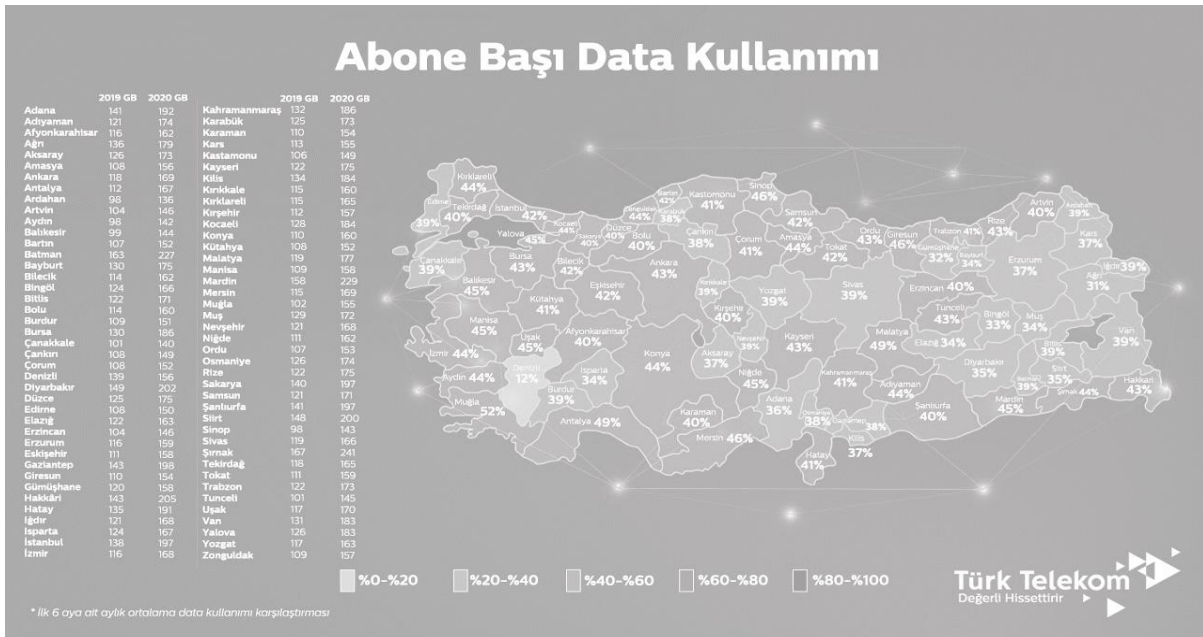 Abone Başı Data Kullanımı
2019 GB 2020 GB
Adana 141 192
Adıyaman 121 174
Afyonkarahisar 116 162
Ağrı 136 179
Aksaray 126 173
Amasya 108 156
Ankara 118 169
Antalya 112 167
Ardahan 98 136
Artvin 104 146
Aydın 98 142
Balıkesir 99 144
Bartın 107 152
Batman 163 227
Bayburt 130 175
Bilecik 114 162
Bingöl 124 166
Bitlis 122 171
Bolu 114 160
Burdur 109 151
Bursa 130 186
Çanakkale 101 140
Çankırı 108 149
Çorum 108 152
Denizli 139 156
Diyarbakır 149 202
Düzce 125 175
Edirne 108 150
Elazığ 122 163
Erzincan 104 146
Erzurum 116 159
Eskişehir 111 158
Gaziantep 143 198
Giresun 110 154
Gümüşhane 120 158
Hakkâri 143 205
Hatay 135 191
Iğdır 121 168
Isparta 124 167
İstanbul 138 197
İzmir 116 168
2019 GB 2020 GB
Kahramanmaraş 132 186
Karabük 125 173
Karaman 110 154
Kars 113 155
Kastamonu 106 149
Kayseri 122 175
Kilis 134 184
Kırıkkale 115 160
Kırklareli 115 165
Kırşehir 112 157
Kocaeli 128 184
Konya 110 160
Kütahya 108 152
Malatya 119 177
Manisa 109 158
Mardin 158 229
Mersin 115 169
Muğla 102 155
Muş 129 172
Nevşehir 121 168
Niğde 111 162
Ordu 107 153
Osmaniye 126 174
Rize 122 175
Sakarya 140 197
Samsun 121 171
Şanlıurfa 141 197
Siirt 148 200
Sinop 98 143
Sivas 119 166
Şırnak 167 241
Tekirdağ 118 165
Tokat 111 159
Trabzon 122 173
Tunceli 101 145
Uşak 117 170
Van 131 183
Yalova 126 183
Yozgat 117 163
Zonguldak 109 157
Kırklareli 44%
Edirne 39%
Tekirdağ 40%
İstanbul 42%
Yalova 45%
Kocaeli 44%
Sakarya 40%
Düzce 40%
Zonguldak 44%
Bartın 42%
Karabük 38%
Kastomonu 41%
Sinop 46%
Samsun 42%
Ordu 43%
Giresun 46%
Trabzon 41%
Rize 43%
Artvin 40%
Ardahan 39%
Kars 37%
Çanakkale 39%
Bursa 43%
Bilecik 42%
Bolu 40%
Çankırı 38%
Çorum 41%
Amasya 44%
Tokat 42%
Gümüşhane 32%
Bayburt 34%
Erzurum 37%
Iğdır 39%
Ağrı 31%
Balıkesir 45%
Kütahya 41%
Eskişehir 42%
Ankara 43%
Kırıkkale 39%
Kırşehir 40%
Yozgat 39%
Sivas 39%
Erzincan 40%
Tunceli 43%
Bingöl 33%
Muş 34%
Van 39%
Manisa 45%
Uşak 45%
Afyonkarahisar 40%
Konya 44%
Aksaray 37%
Nevşehir 39%
Kayseri 43%
Malatya 49%
Elazığ 34%
Diyarbakır 35%
Bitlis 39%
Siirt 35%
Batman 39%
İzmir 44%
Aydın 44%
Denizli 12%
Burdur 39%
Isparta 34%
Niğde 45%
Adana 36%
Kahramanmaraş 41%
Adıyaman 44%
Şanlıurfa 40%
Mardin 45%
Şırnak 44%
Hakkari 43%
Muğla 52%
Antalya 49%
Karaman 40%
Mersin 46%
Osmaniye 38%
Gaziantep 38%
Kilis 37%
Hatay 41%
%0-%20 %20-%40 %40-%60 %60-%80 %80-%100
Türk Telekom
Değerli Hissettirir
* İlk 6 aya ait aylık ortalama data kullanımı karşılaştırması